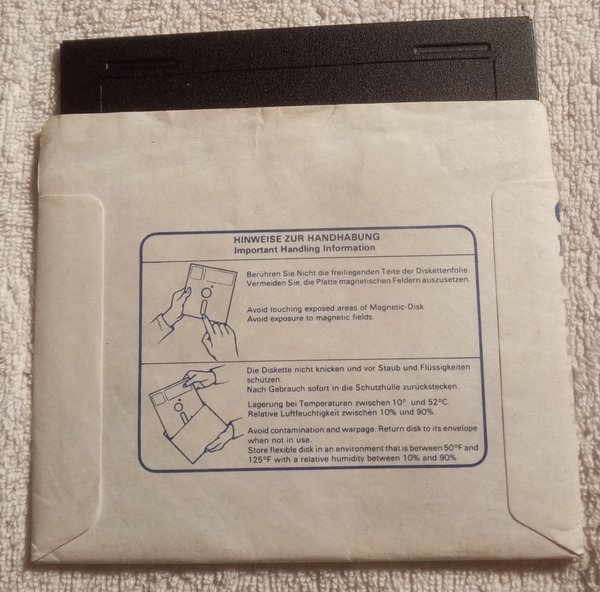 HINWEISE ZUR HANDHABUNG
Important Handling Information
Berühren Sie Nicht die freiliegenden Teite der Diskettenfolie.
Vermeiden Sie, die Platte magnetischen Feldern auszusetzen.
Avoid touching exposed areas of Magnetic-Disk.
Avoid exposure to magnetic fields.
Die Diskette nicht knicken und vor Staub und Flüssigkeiten
schützen.
Nach Gebrauch sofort in die Schutzhülle zurückstecken.
Lagerung bei Temperaturen zwischen 10° und 52°C.
Relative Luftfeuchtigkeit zwischen 10% und 90%.
Avoid contamination and warpage. Return disk to its envelope
when not in use.
Store flexible disk in an environment that is between 50°F and
125°F with a relative humidity between 10% and 90%.